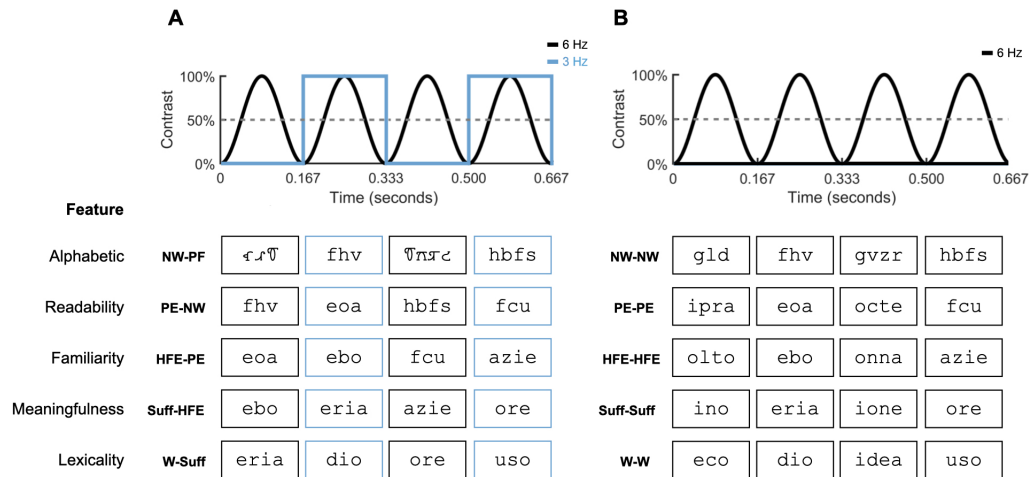 A
B
6 Hz
3 Hz
6 Hz
100%
50%
0%
Contrast
0 0.167 0.333 0.500 0.667
Time (seconds)
100%
50%
0%
Contrast
0 0.167 0.333 0.500 0.667
Time (seconds)
Feature
Alphabetic NW-PF fhv hbfs NW-NW gld fhv gvzr hbfs
Readability PE-NW fhv eoa hbfs fcu PE-PE ipra eoa octe fcu
Familiarity HFE-PE eoa ebo fcu azie HFE-HFE olto ebo onna azie
Meaningfulness Suff-HFE ebo eria azie ore Suff-Suff ino eria ione ore
Lexicality W-Suff eria dio ore uso W-W eco dio idea uso